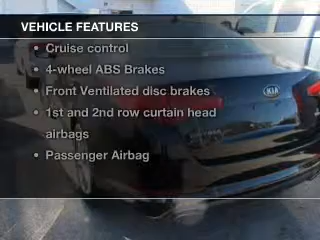 VEHICLE FEATURES
• Cruise control
• 4-wheel ABS Brakes
• Front Ventilated disc brakes
• 1st and 2nd row curtain head
airbags
• Passenger Airbag
KIA